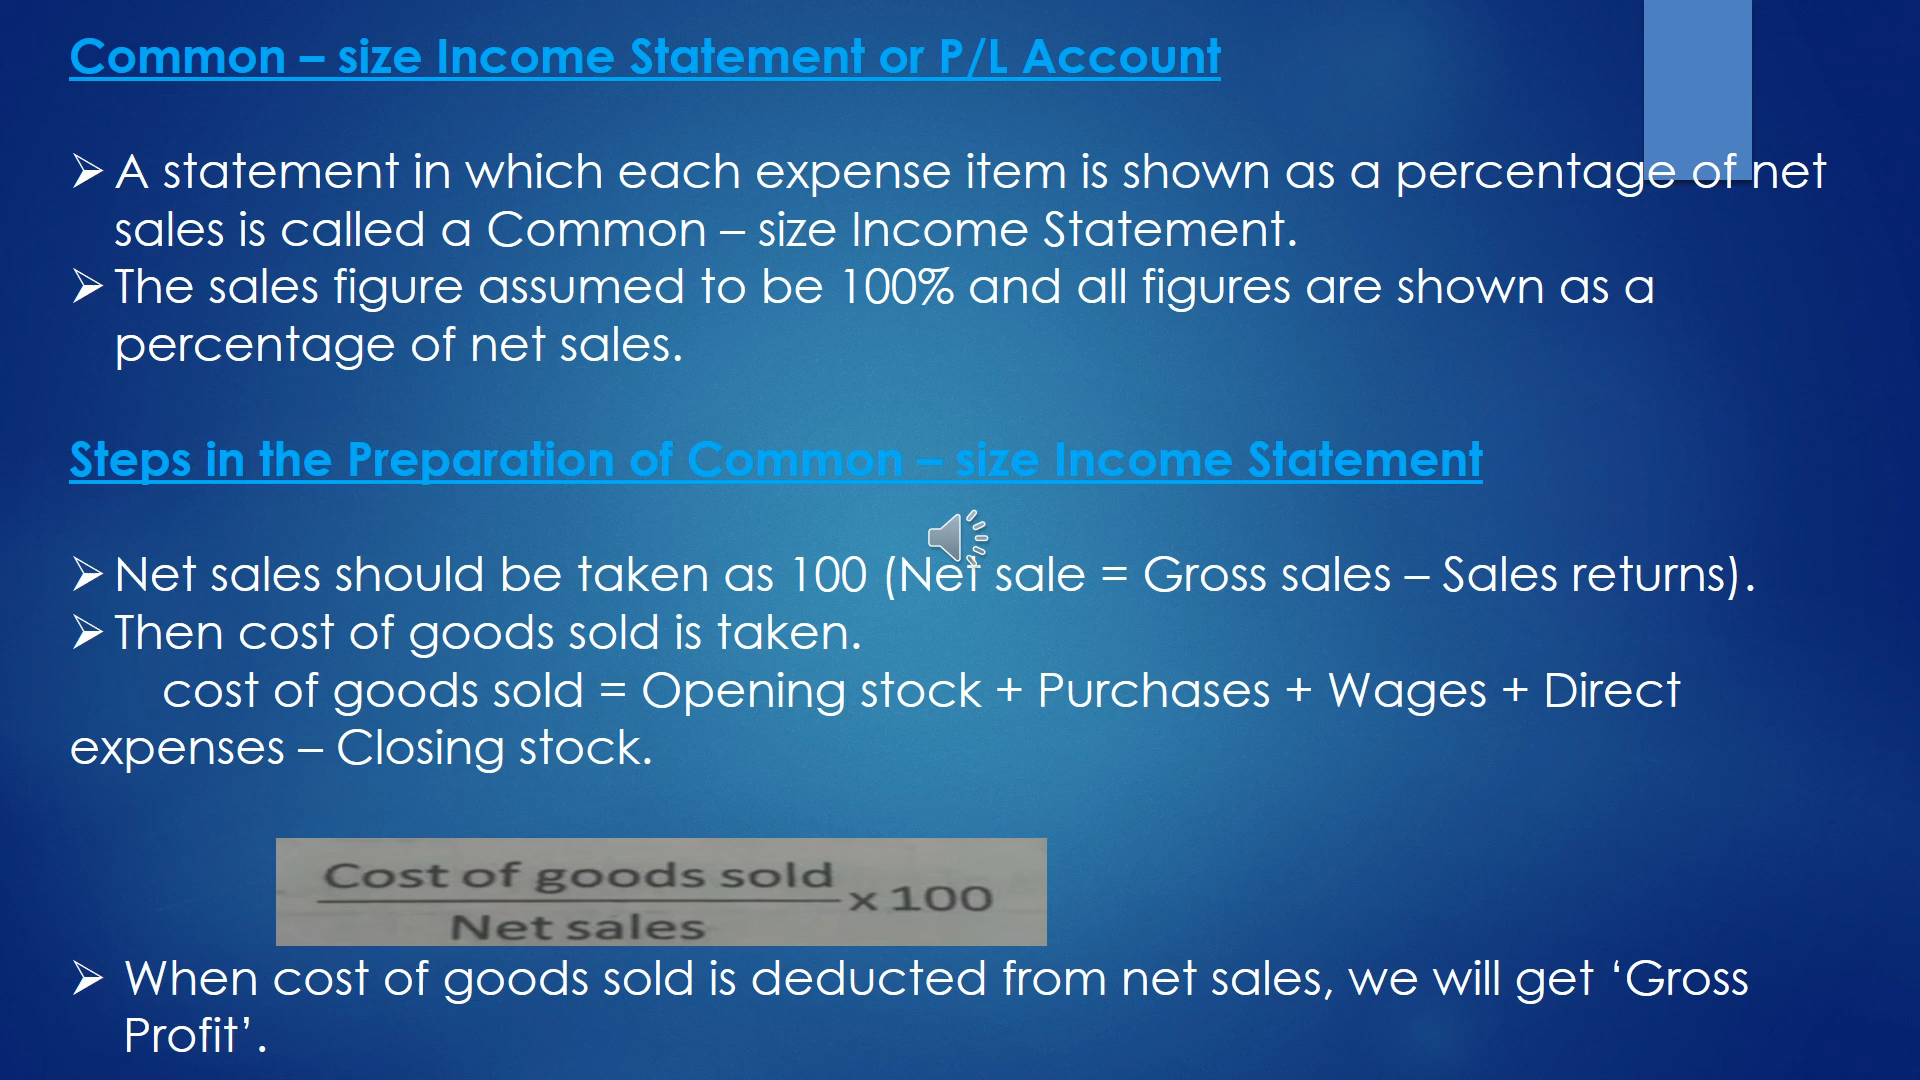 Common – size Income Statement or P/L Account
A statement in which each expense item is shown as a percentage of net
sales is called a Common – size Income Statement.
The sales figure assumed to be 100% and all figures are shown as a
percentage of net sales.
Steps in the Preparation of Common – size Income Statement
Net sales should be taken as 100 (Net sale = Gross sales – Sales returns).
Then cost of goods sold is taken.
cost of goods sold = Opening stock + Purchases + Wages + Direct
expenses – Closing stock.
Cost of goods sold
x 100
Net sales
When cost of goods sold is deducted from net sales, we will get ‘Gross
Profit’.